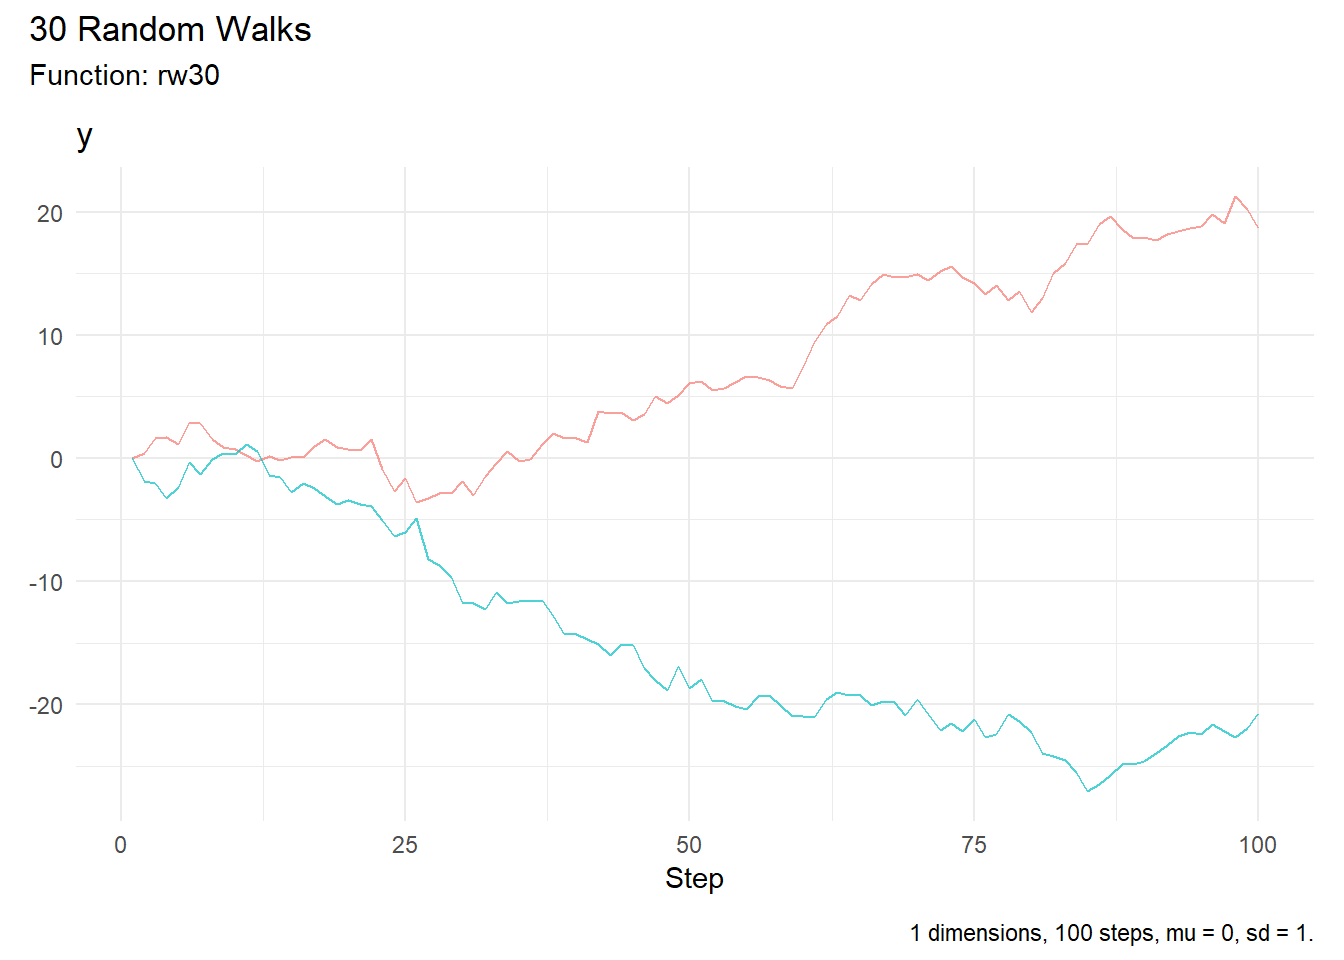 30 Random Walks
Function: rw30
y
20
10
0
-10
-20
0 25 50 75 100
Step
1 dimensions, 100 steps, mu = 0, sd = 1.